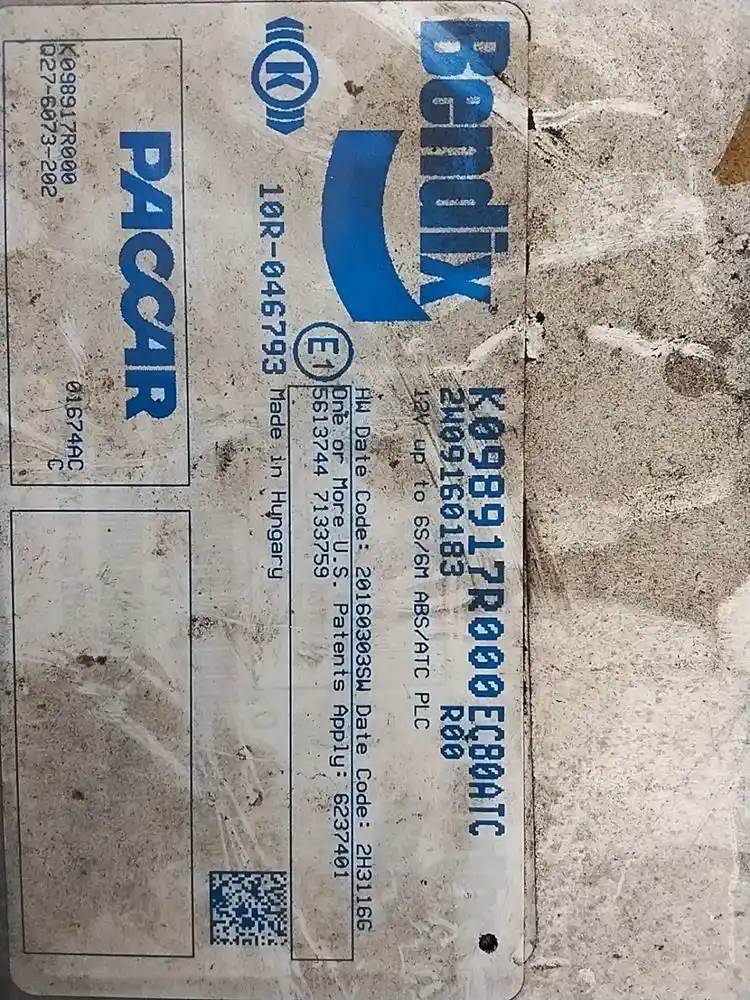 Bendix
K098917R000 EC80ATC
2W09160183 R00
12V up to 6S/6M ABS/ATC PLC
K
E1
10R-046793
HW Date Code: 20160303SW Date Code: 2H3116G
One or More U.S. Patents Apply: 6237401
5613744 7133759
Made in Hungary
PACCAR
K098917R000
Q27-6073-202
01674AC
C